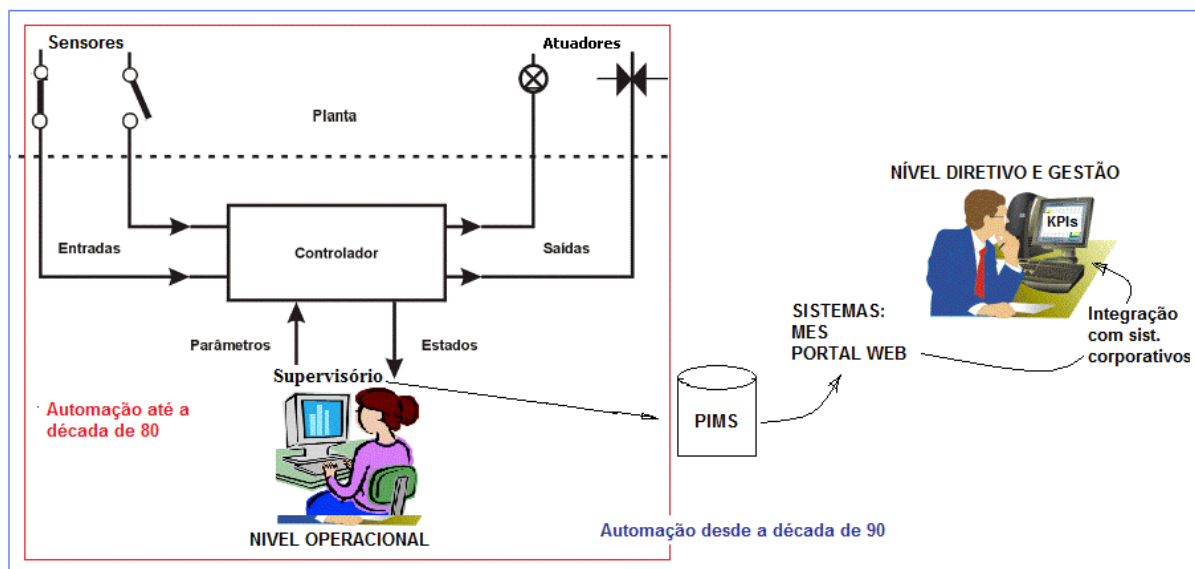 Sensores
Atuadores
Planta
Entradas
Controlador
Saídas
Parâmetros
Estados
Supervisório
Automação até a
década de 80
NIVEL OPERACIONAL
PIMS
SISTEMAS:
MES
PORTAL WEB
NÍVEL DIRETIVO E GESTÃO
KPIs
Integração
com sist.
corporativos
Automação desde a década de 90